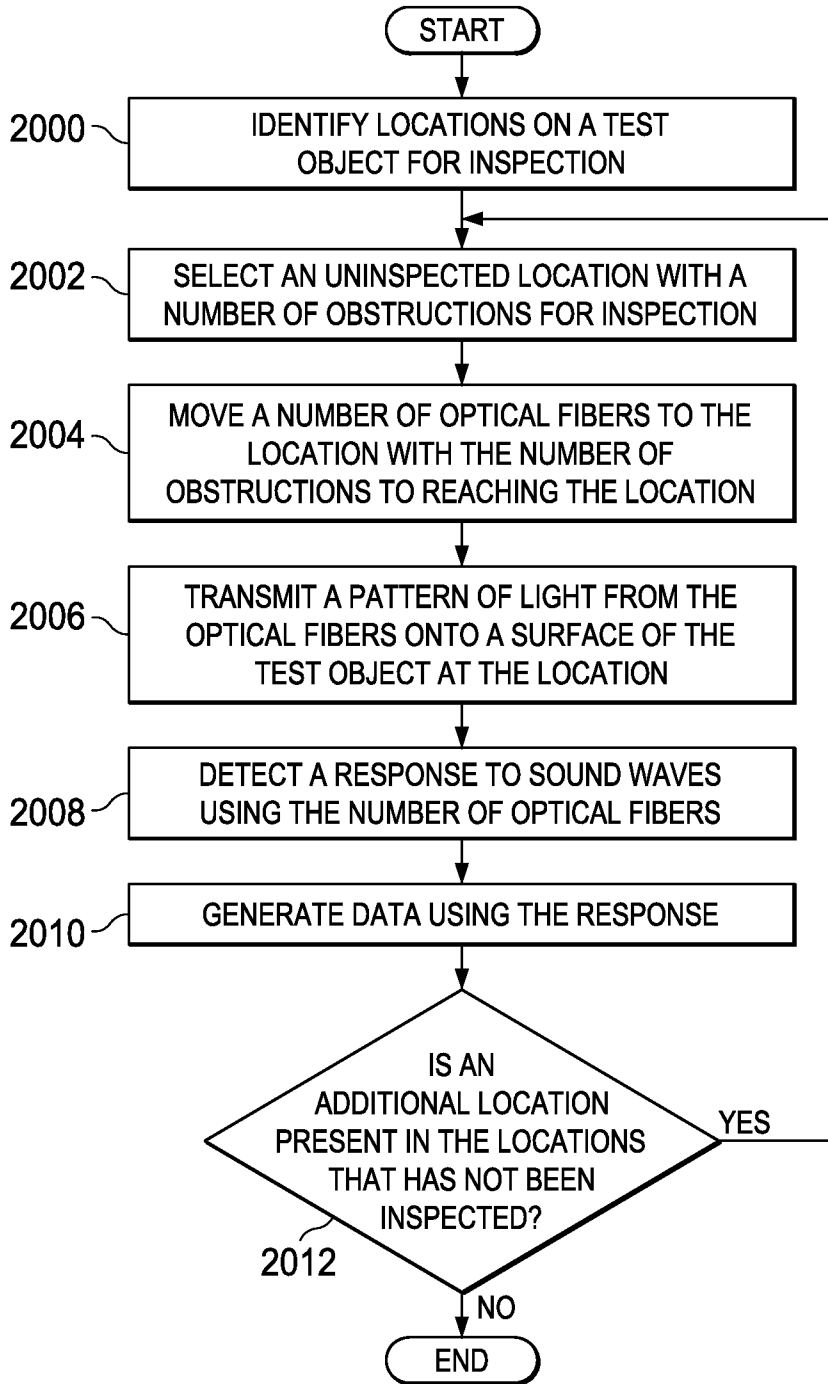 START
2000
IDENTIFY LOCATIONS ON A TEST
OBJECT FOR INSPECTION
2002
SELECT AN UNINSPECTED LOCATION WITH A
NUMBER OF OBSTRUCTIONS FOR INSPECTION
2004
MOVE A NUMBER OF OPTICAL FIBERS TO THE
LOCATION WITH THE NUMBER OF
OBSTRUCTIONS TO REACHING THE LOCATION
2006
TRANSMIT A PATTERN OF LIGHT FROM THE
OPTICAL FIBERS ONTO A SURFACE OF THE
TEST OBJECT AT THE LOCATION
2008
DETECT A RESPONSE TO SOUND WAVES
USING THE NUMBER OF OPTICAL FIBERS
2010
GENERATE DATA USING THE RESPONSE
IS AN
ADDITIONAL LOCATION
PRESENT IN THE LOCATIONS
THAT HAS NOT BEEN
INSPECTED?
YES
2012
NO
END